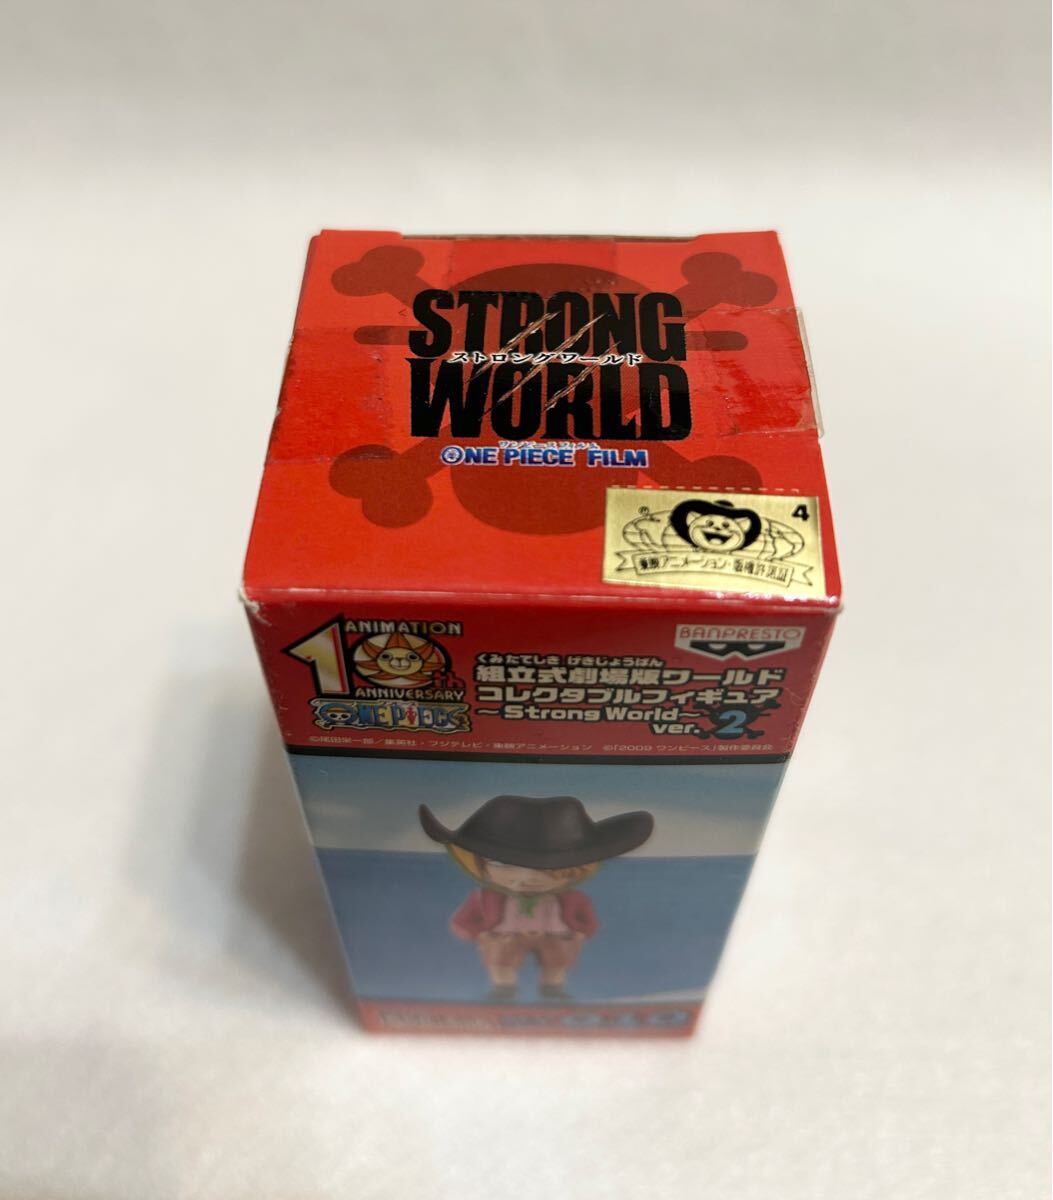 STRONG
ストロングワールド
WORLD
ワンピースフィルム
ONE PIECE FILM
4
東映アニメーション・版権許諾証
10th
ANIMATION
ANNIVERSARY
ONE PIECE
BANPRESTO
くみたてしき げきじょうばん
組立式劇場版ワールド
コレクタブルフィギュア
～Strong World～
ver.2
©尾田栄一郎／集英社・フジテレビ・東映アニメーション ©「2009 ワンピース」製作委員会